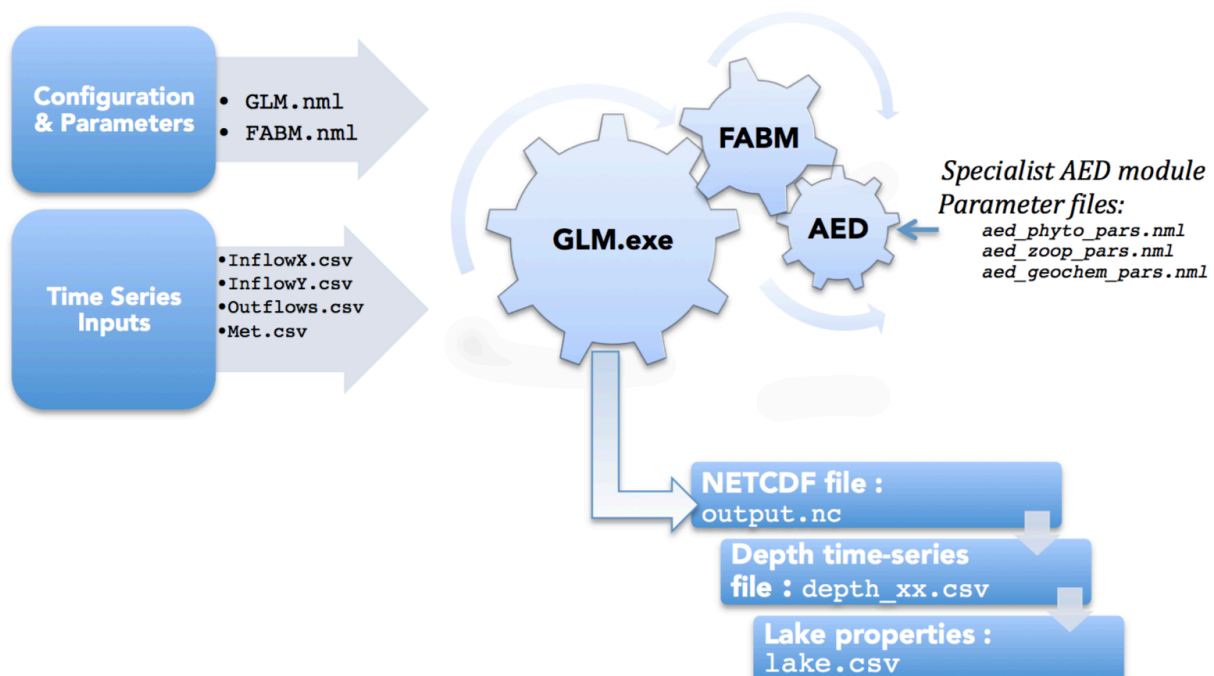 Configuration
& Parameters
• GLM.nml
• FABM.nml
Time Series
Inputs
•InflowX.csv
•InflowY.csv
•Outflows.csv
•Met.csv
GLM.exe
FABM
AED
Specialist AED module
Parameter files:
aed_phyto_pars.nml
aed_zoop_pars.nml
aed_geochem_pars.nml
NETCDF file :
output.nc
Depth time-series
file : depth_xx.csv
Lake properties :
lake.csv